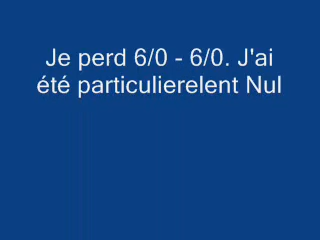 Je perd 6/0 - 6/0. J'ai
été particulierelent Nul